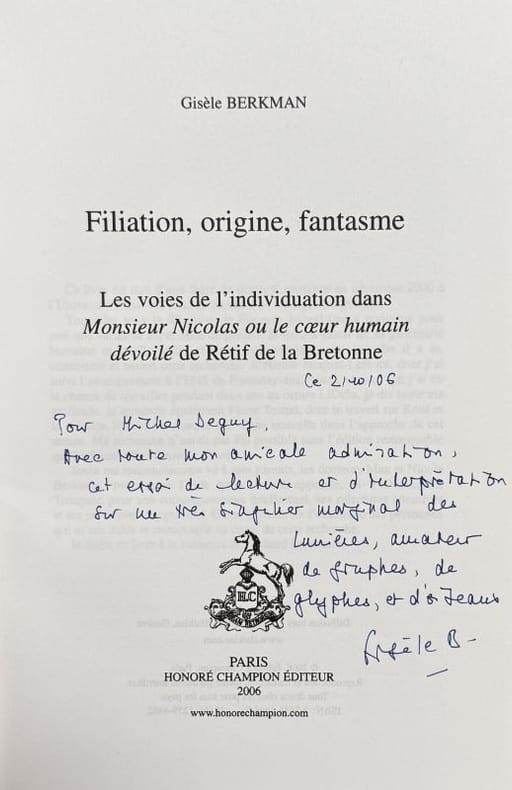 Gisèle BERKMAN
Filiation, origine, fantasme
Les voies de l'individuation dans
Monsieur Nicolas ou le cœur humain
dévoilé de Rétif de la Bretonne
Ce 2/10/06
Pour Michel Deguy,
Avec toute mon amicale admiration,
cet essai de lecture et d'interprétation
sur un très singulier marginal des
Lumières, amateur
de gryphes, de
glyphes, et d'oiseaux
Gisèle B-
H.C
PARIS
HONORÉ CHAMPION ÉDITEUR
2006
www.honorechampion.com